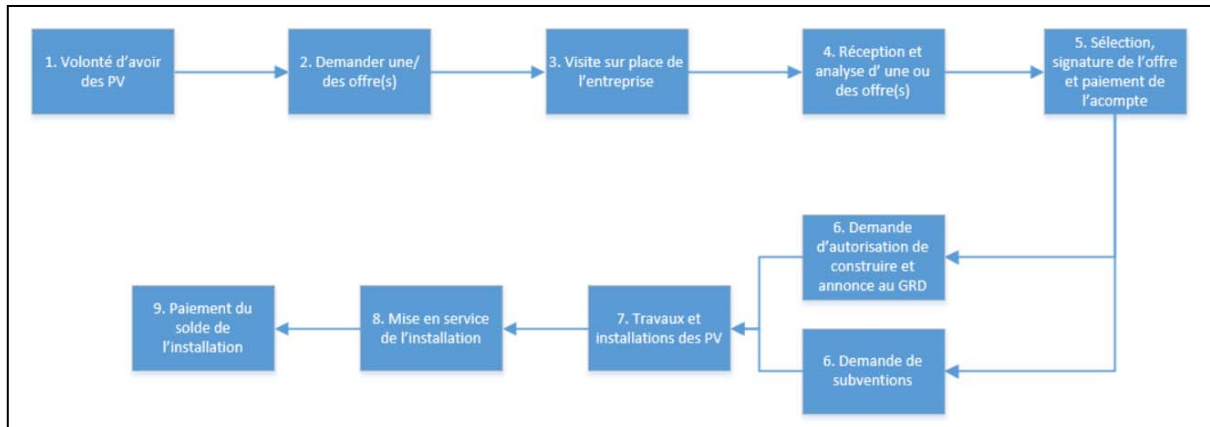 1. Volonté d'avoir
des PV
2. Demander une/
des offre(s)
3. Visite sur place de
l'entreprise
4. Réception et
analyse d' une ou
des offre(s)
5. Sélection,
signature de l'offre
et paiement de
l'acompte
6. Demande
d'autorisation de
construire et
annonce au GRD
6. Demande de
subventions
7. Travaux et
installations des PV
8. Mise en service
de l'installation
9. Paiement du
solde de
l'installation